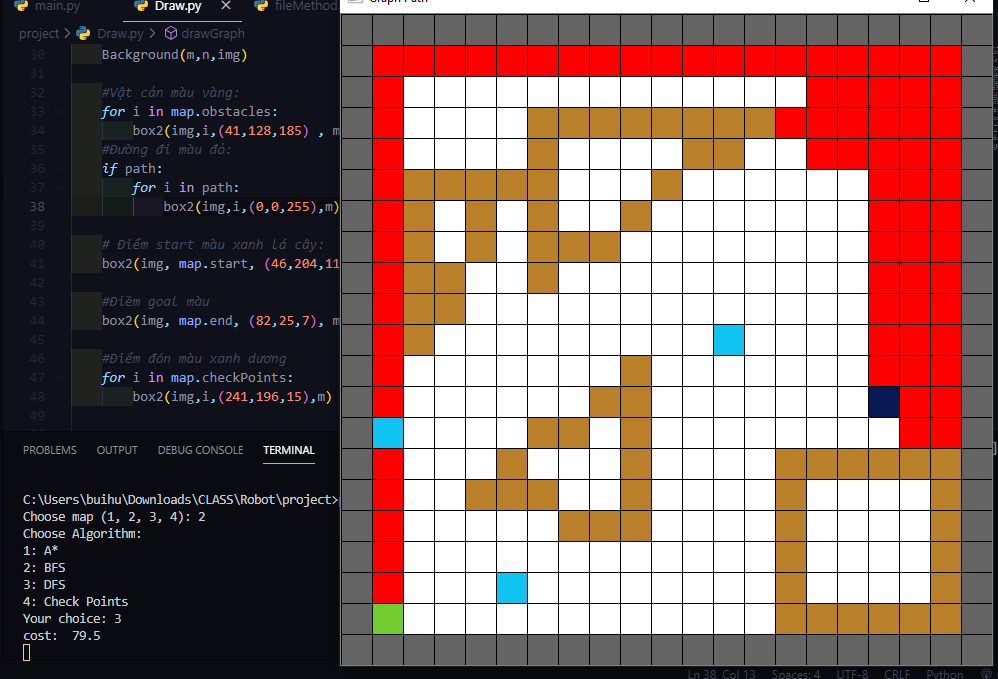 main.py Draw.py × fileMethod
Graph Path
project > Draw.py > drawGraph
30 Background(m,n,img)
31
32 #Vật cản màu vàng:
33 for i in map.obstacles:
34 box2(img,i,(41,128,185) , m
35 #Đường đi màu đỏ:
36 if path:
37 for i in path:
38 box2(img,i,(0,0,255),m)
39
40 # Điểm start màu xanh lá cây:
41 box2(img, map.start, (46,204,11
42
43 #Điềm goal màu
44 box2(img, map.end, (82,25,7), m
45
46 #Điểm đón màu xanh dương
47 for i in map.checkPoints:
48 box2(img,i,(241,196,15),m)
49
PROBLEMS OUTPUT DEBUG CONSOLE TERMINAL
C:\Users\buihu\Downloads\CLASS\Robot\project>
Choose map (1, 2, 3, 4): 2
Choose Algorithm:
1: A*
2: BFS
3: DFS
4: Check Points
Your choice: 3
cost:  79.5
Ln 38, Col 13 Spaces: 4 UTF-8 CRLF Python